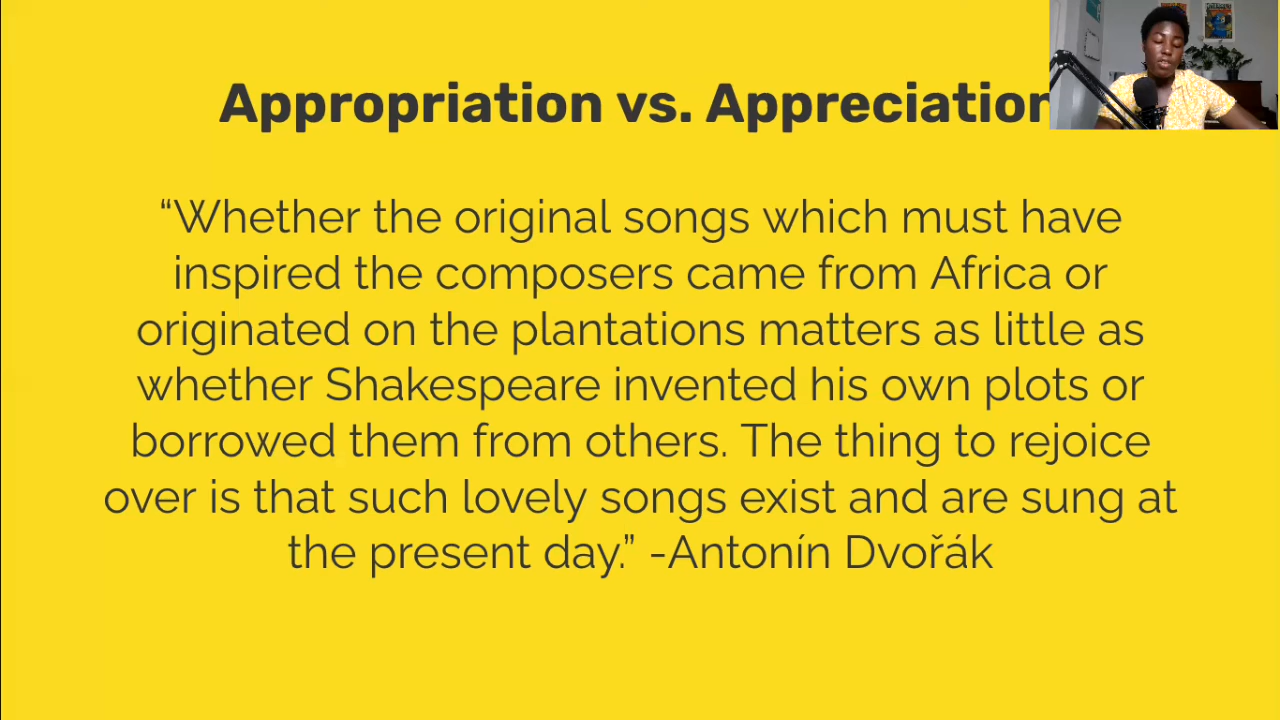 Appropriation vs. Appreciation
“Whether the original songs which must have
inspired the composers came from Africa or
originated on the plantations matters as little as
whether Shakespeare invented his own plots or
borrowed them from others. The thing to rejoice
over is that such lovely songs exist and are sung at
the present day.” -Antonín Dvořák